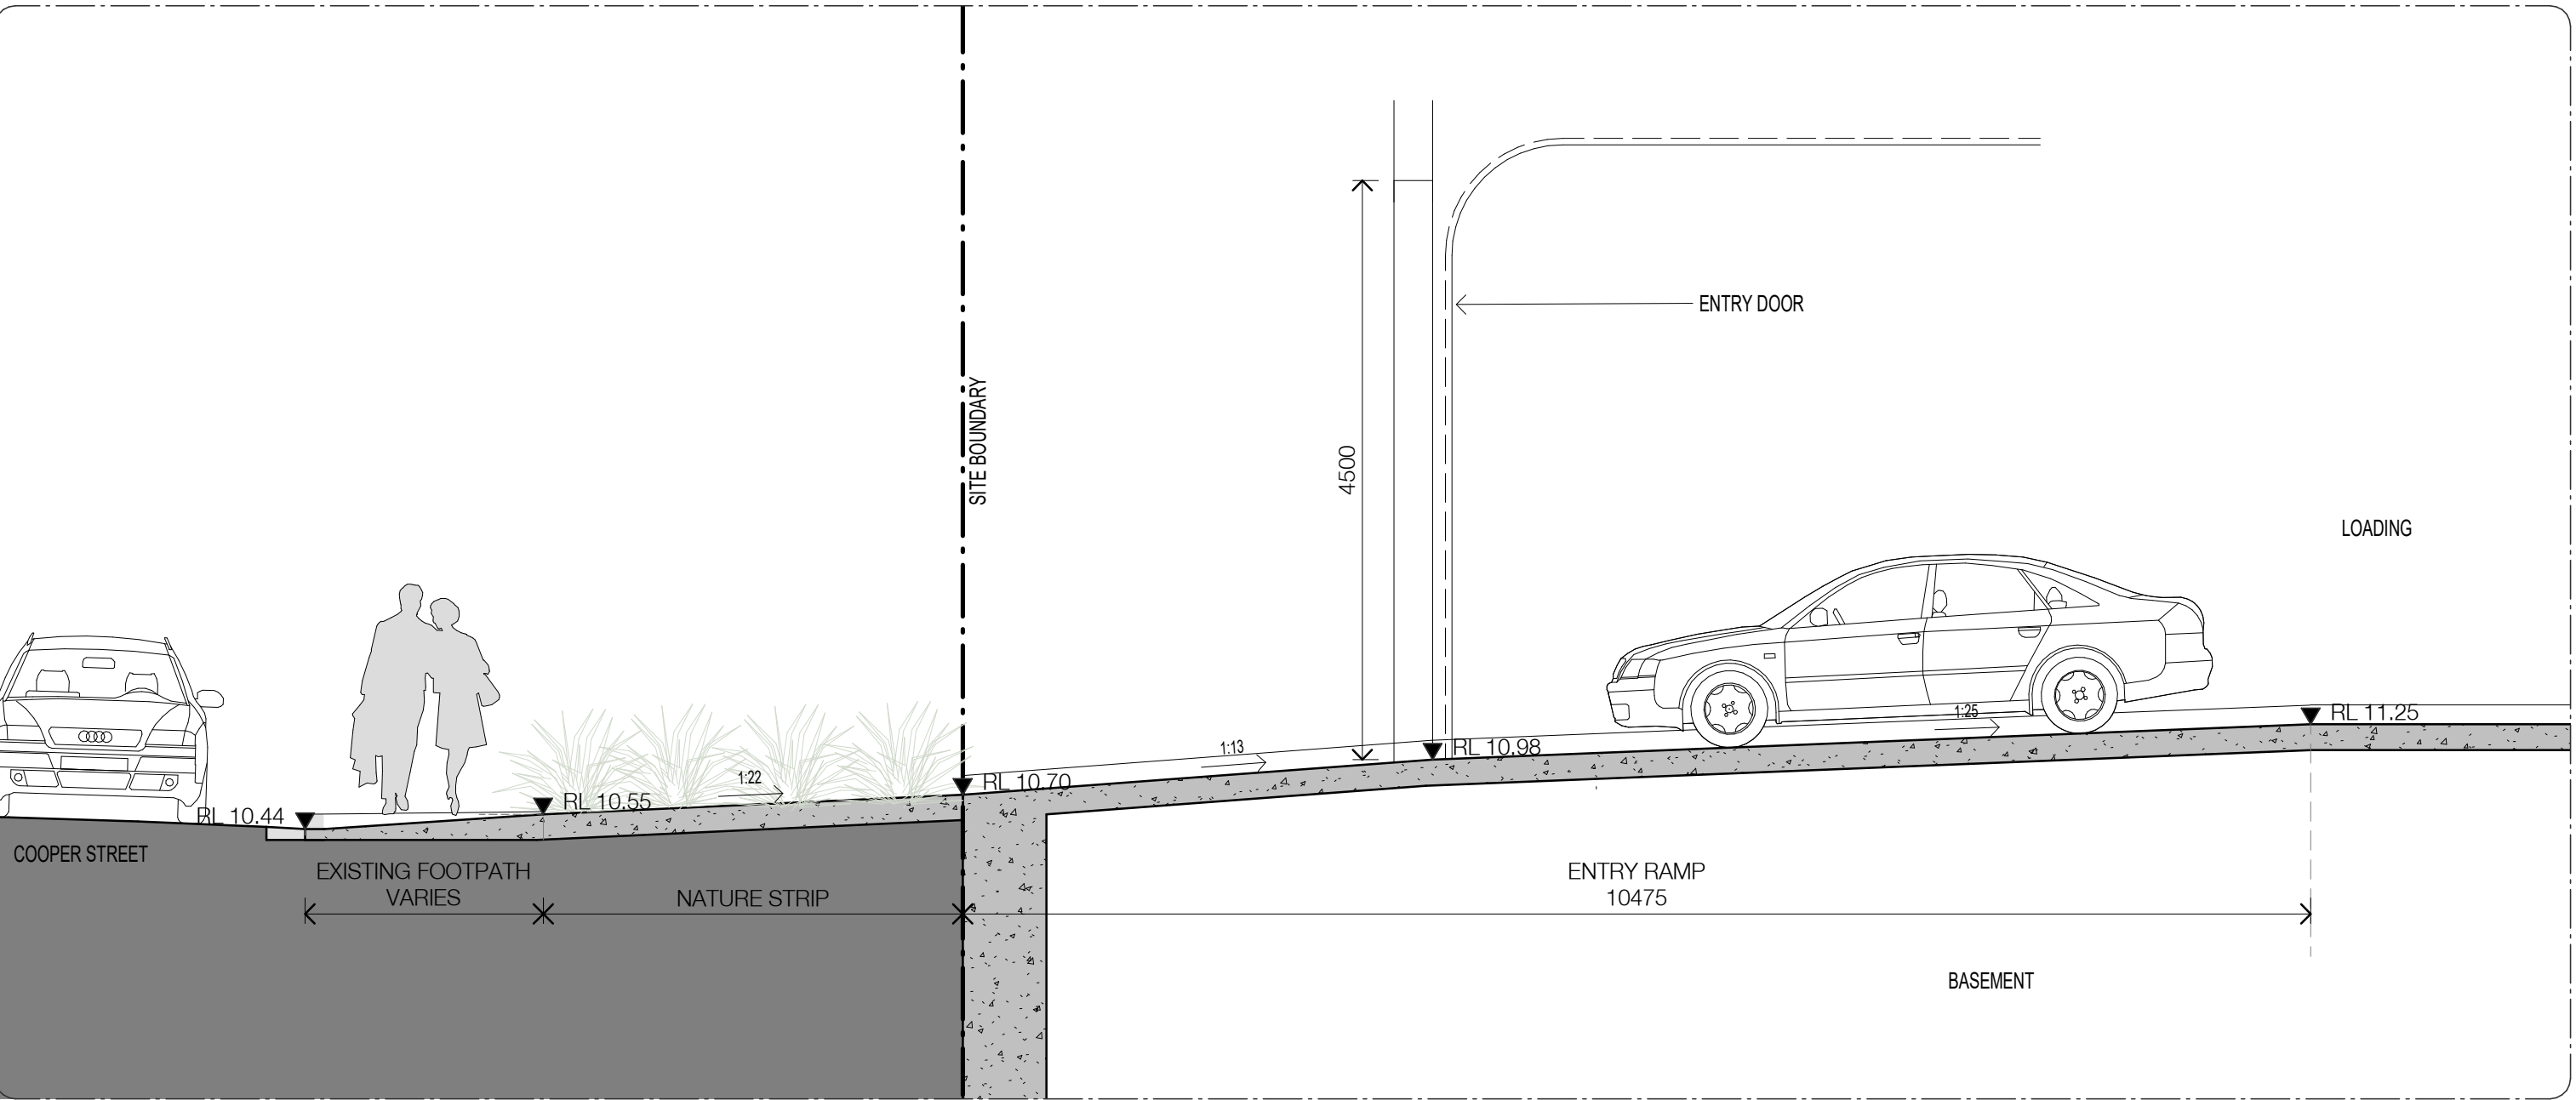 ENTRY DOOR
SITE BOUNDARY
4500
LOADING
1:25
RL 11.25
1:13
RL 10.98
1:22
RL 10.70
RL 10.55
RL 10.44
COOPER STREET
EXISTING FOOTPATH
VARIES
NATURE STRIP
ENTRY RAMP
10475
BASEMENT